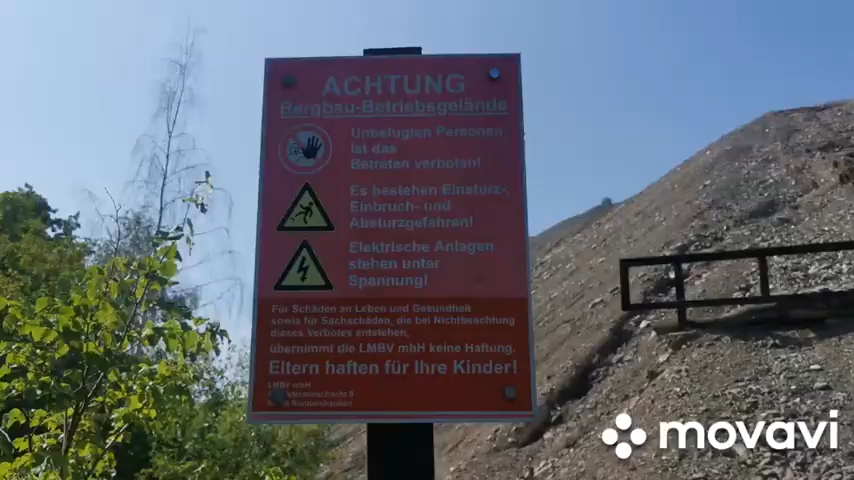 ACHTUNG
Bergbau-Betriebsgelände
Unbefugten Personen
ist das
Betreten verboten!
Es bestehen Einsturz-,
Einbruch- und
Absturzgefahren!
Elektrische Anlagen
stehen unter
Spannung!
Für Schäden an Leben und Gesundheit
sowie für Sachschäden, die bei Nichtbeachtung
dieses Verbotes entstehen,
übernimmt die LMBV mbH keine Haftung.
Eltern haften für Ihre Kinder!
LMBV mbH
Sondershausen
movavi